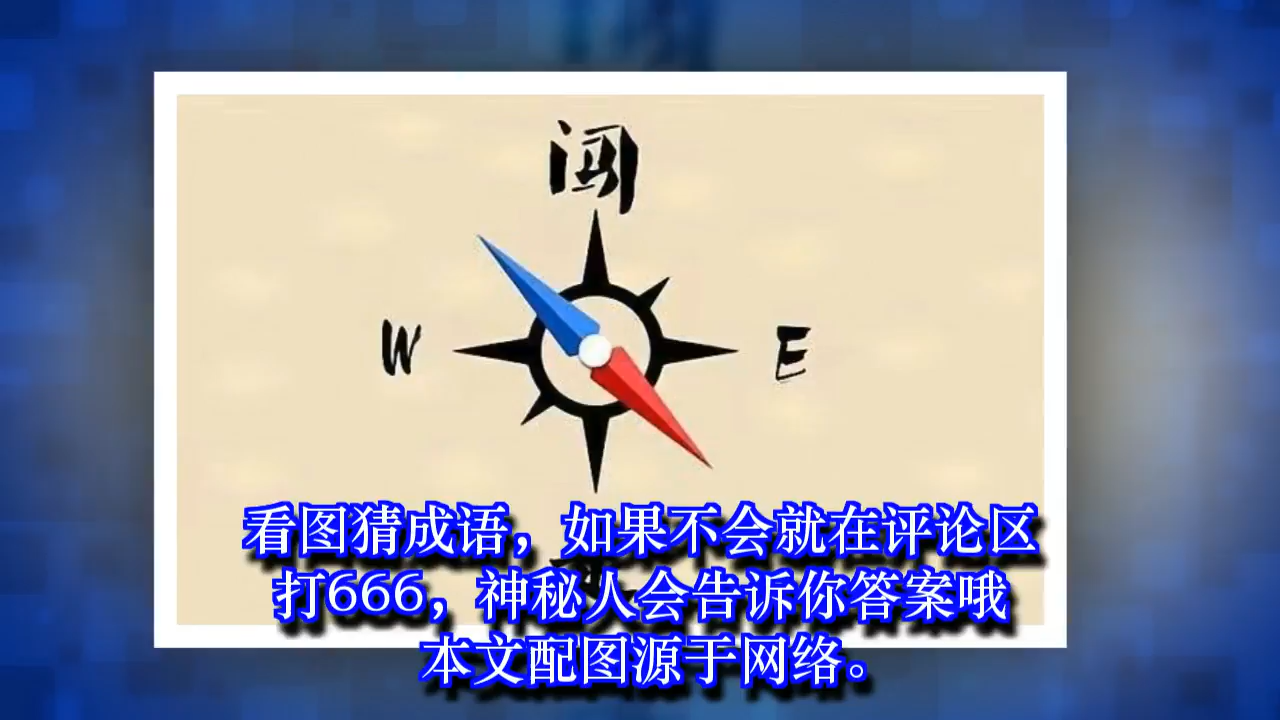 闯
W
E
看图猜成语，如果不会就在评论区
打666，神秘人会告诉你答案哦
本文配图源于网络。